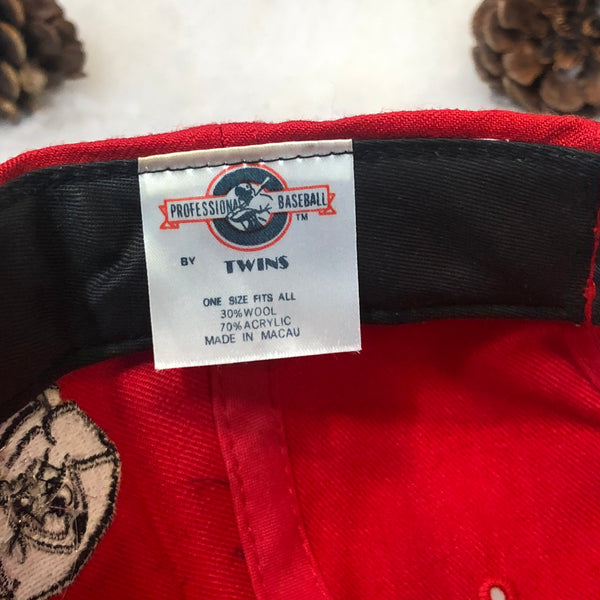 PROFESSIONAL BASEBALL
TM
BY TWINS
ONE SIZE FITS ALL
30% WOOL
70% ACRYLIC
MADE IN MACAU